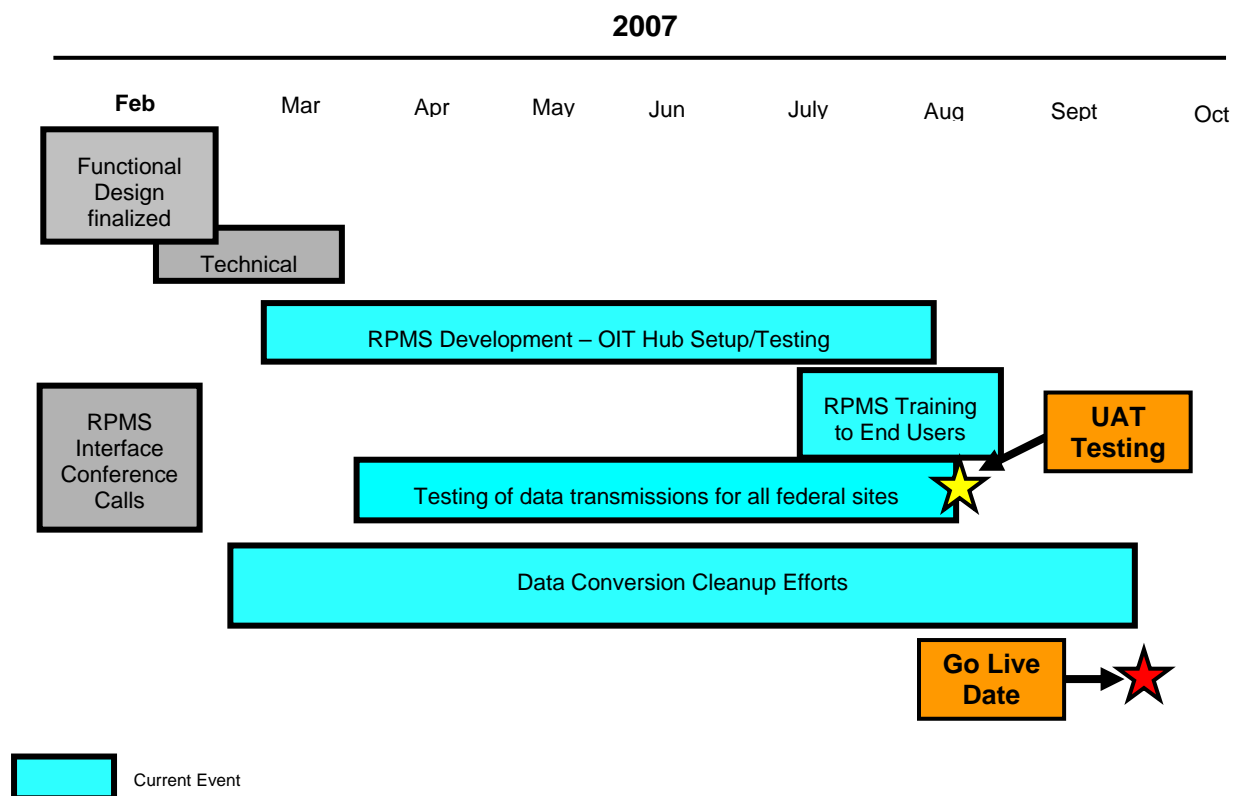 2007
Feb Mar Apr May Jun July Aug Sept Oct
Functional
Design
finalized
Technical
RPMS Development – OIT Hub Setup/Testing
RPMS
Interface
Conference
Calls
RPMS Training
to End Users
UAT
Testing
Testing of data transmissions for all federal sites
Data Conversion Cleanup Efforts
Go Live
Date
Current Event